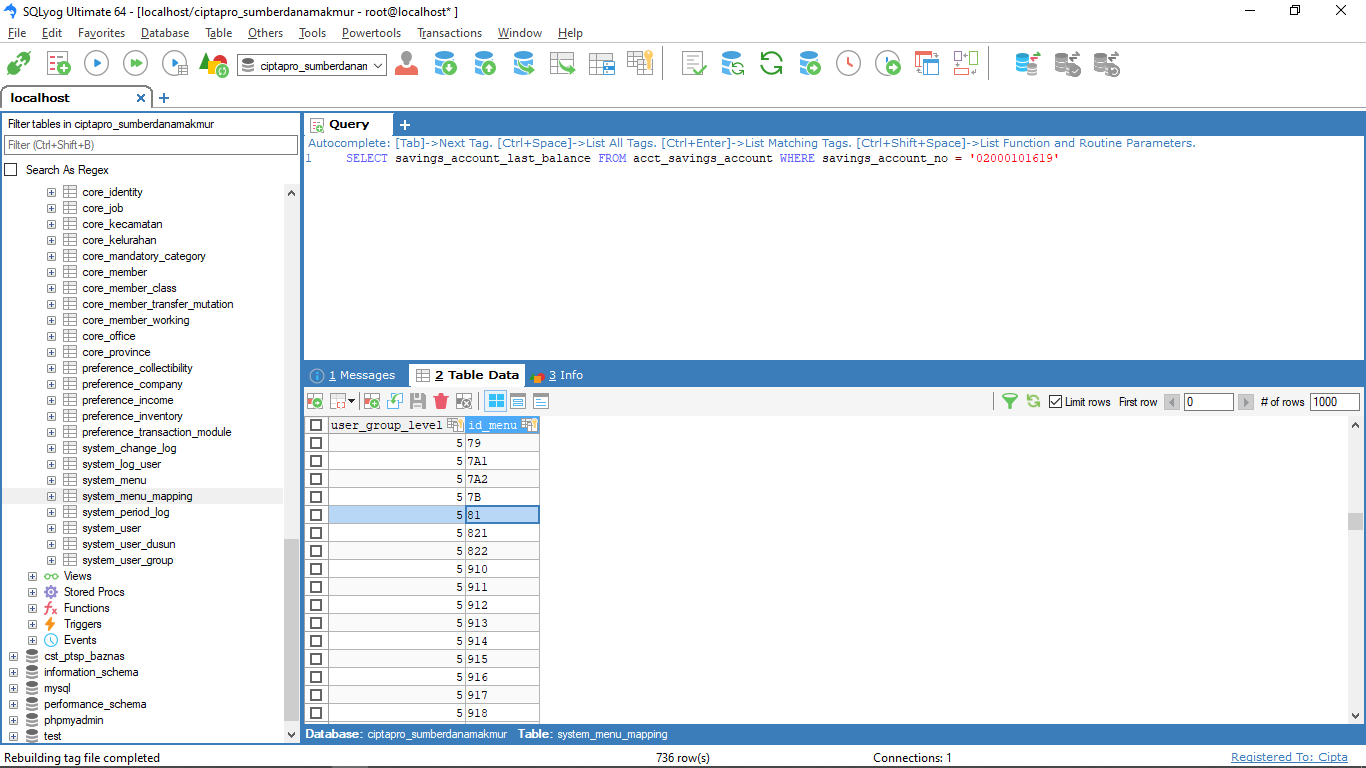 SQLyog Ultimate 64 - [localhost/ciptapro_sumberdanamakmur - root@localhost* ]
File Edit Favorites Database Table Others Tools Powertools Transactions Window Help
ciptapro_sumberdanan
localhost
Filter tables in ciptapro_sumberdanamakmur
Filter (Ctrl+Shift+B)
Search As Regex
core_identity
core_job
core_kecamatan
core_kelurahan
core_mandatory_category
core_member
core_member_class
core_member_transfer_mutation
core_member_working
core_office
core_province
preference_collectibility
preference_company
preference_income
preference_inventory
preference_transaction_module
system_change_log
system_log_user
system_menu
system_menu_mapping
system_period_log
system_user
system_user_dusun
system_user_group
Views
Stored Procs
Functions
Triggers
Events
cst_ptsp_baznas
information_schema
mysql
performance_schema
phpmyadmin
test
Query
Autocomplete: [Tab]->Next Tag. [Ctrl+Space]->List All Tags. [Ctrl+Enter]->List Matching Tags. [Ctrl+Shift+Space]->List Function and Routine Parameters.
1 SELECT savings_account_last_balance FROM acct_savings_account WHERE savings_account_no = '02000101619'
1 Messages 2 Table Data 3 Info
Limit rows First row 0 # of rows 1000
user_group_level id_menu
5 79
5 7A1
5 7A2
5 7B
5 81
5 821
5 822
5 910
5 911
5 912
5 913
5 914
5 915
5 916
5 917
5 918
Database: ciptapro_sumberdanamakmur Table: system_menu_mapping
Rebuilding tag file completed 736 row(s) Connections: 1 Registered To: Cipta